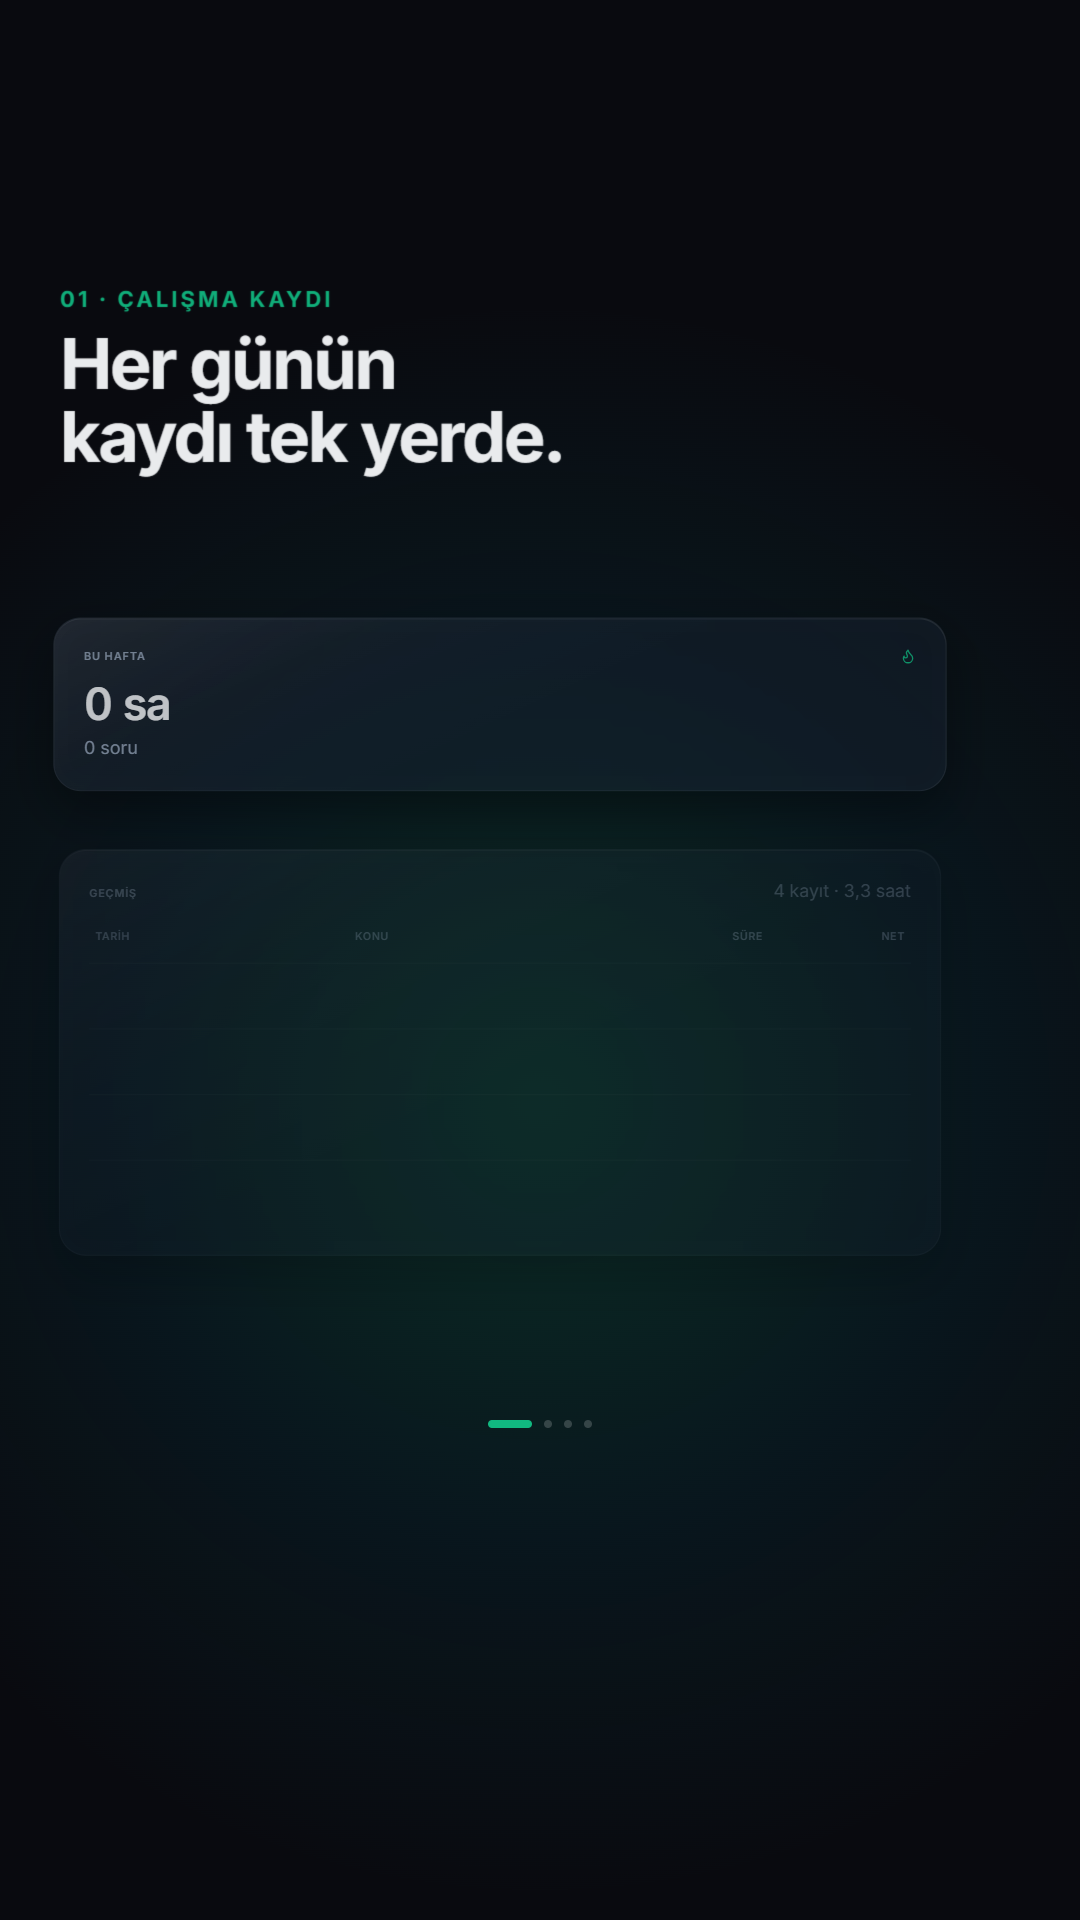 01 · ÇALIŞMA KAYDI
Her günün
kaydı tek yerde.
BU HAFTA
0 sa
0 soru
GEÇMİŞ
4 kayıt · 3,3 saat
TARİH KONU SÜRE NET